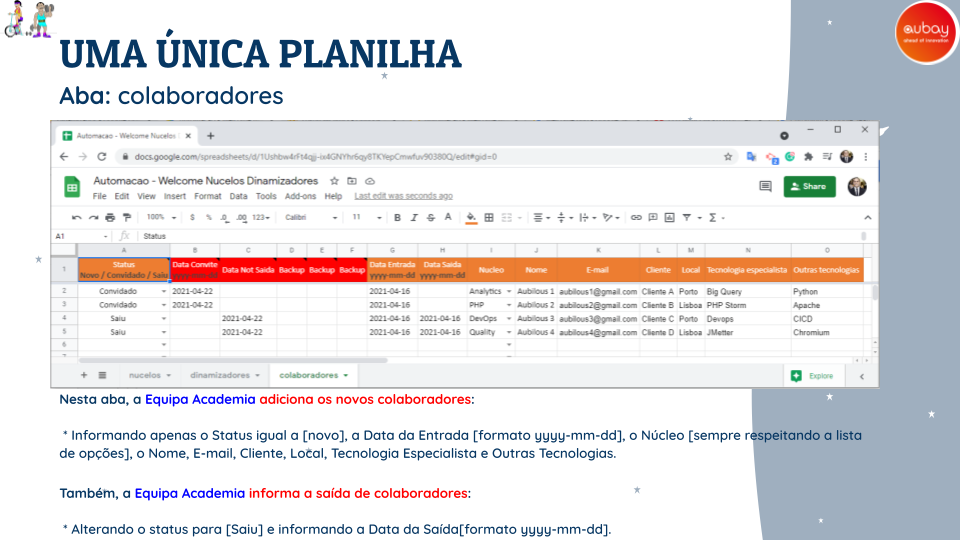 UMA ÚNICA PLANILHA
aubay
ahead of innovation
Aba: colaboradores
Automacao - Welcome Nucelos
docs.google.com/spreadsheets/d/
Automacao - Welcome Nucelos Dinamizadores
Share
File Edit View Insert Format Data Tools Add-ons Help Last edit was seconds ago
100% $ % .0 .00 123 Calibri 11 B I S A
A1 fx Status
A B C D E F G H I J K L M N O
1 Status Novo / Convidado / Saiu Data Convite yyyy-mm-dd Data Not Saida Backup Backup Backup Data Entrada yyyy-mm-dd Data Saida yyyy-mm-dd Nucleo Nome E-mail Cliente Local Tecnologia especialista Outras tecnologias
2 Convidado 2021-04-22 2021-04-16 Analytics Aubilous 1 aubilous1@gmail.com Cliente A Porto Big Query Python
3 Convidado 2021-04-22 2021-04-16 PHP Aubilous 2 aubilous2@gmail.com Cliente B Lisboa PHP Storm Apache
4 Saiu 2021-04-22 2021-04-16 2021-04-16 DevOps Aubilous 3 aubilous3@gmail.com Cliente C Porto Devops CICD
5 Saiu 2021-04-22 2021-04-16 2021-04-16 Quality Aubilous 4 aubilous4@gmail.com Cliente D Lisboa JMetter Chromium
6
nucelos dinamizadores colaboradores Explore
Nesta aba, a Equipa Academia adiciona os novos colaboradores:
* Informando apenas o Status igual a [novo], a Data da Entrada [formato yyyy-mm-dd], o Núcleo [sempre respeitando a lista
de opções], o Nome, E-mail, Cliente, Local, Tecnologia Especialista e Outras Tecnologias.
Também, a Equipa Academia informa a saída de colaboradores:
* Alterando o status para [Saiu] e informando a Data da Saída[formato yyyy-mm-dd].